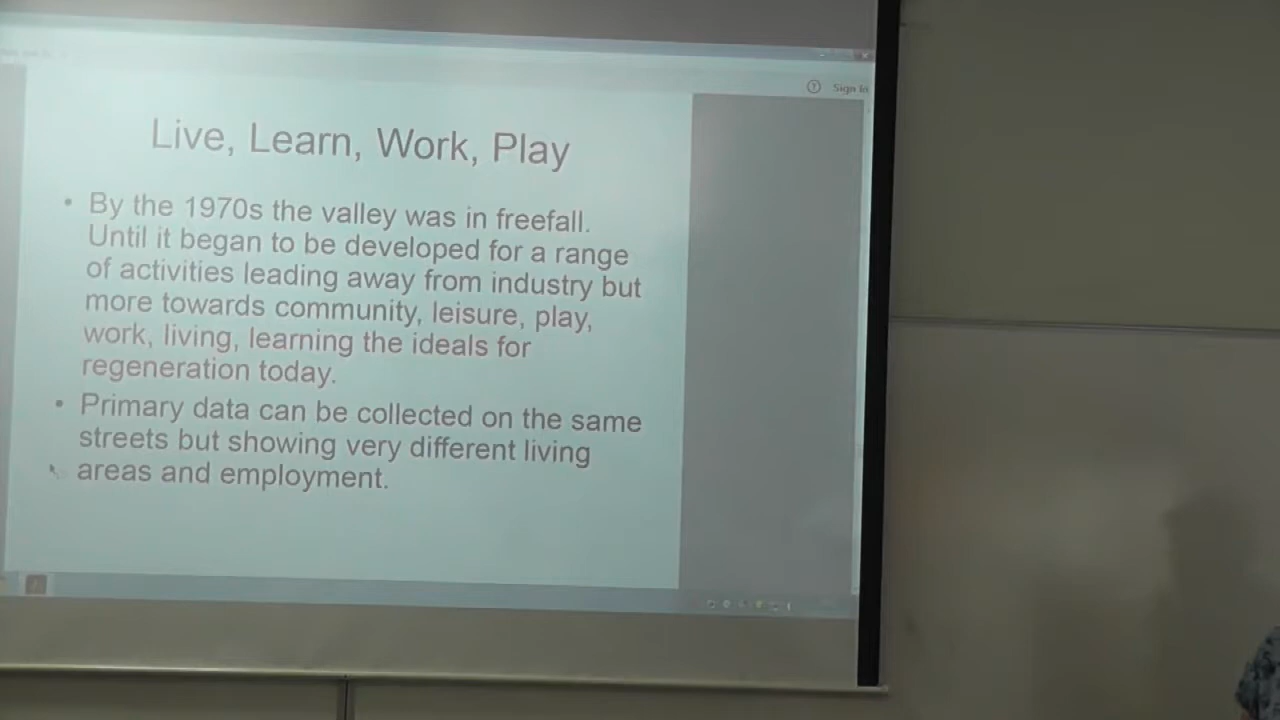 Sign In
Live, Learn, Work, Play
• By the 1970s the valley was in freefall.
Until it began to be developed for a range
of activities leading away from industry but
more towards community, leisure, play,
work, living, learning the ideals for
regeneration today.
• Primary data can be collected on the same
streets but showing very different living
areas and employment.